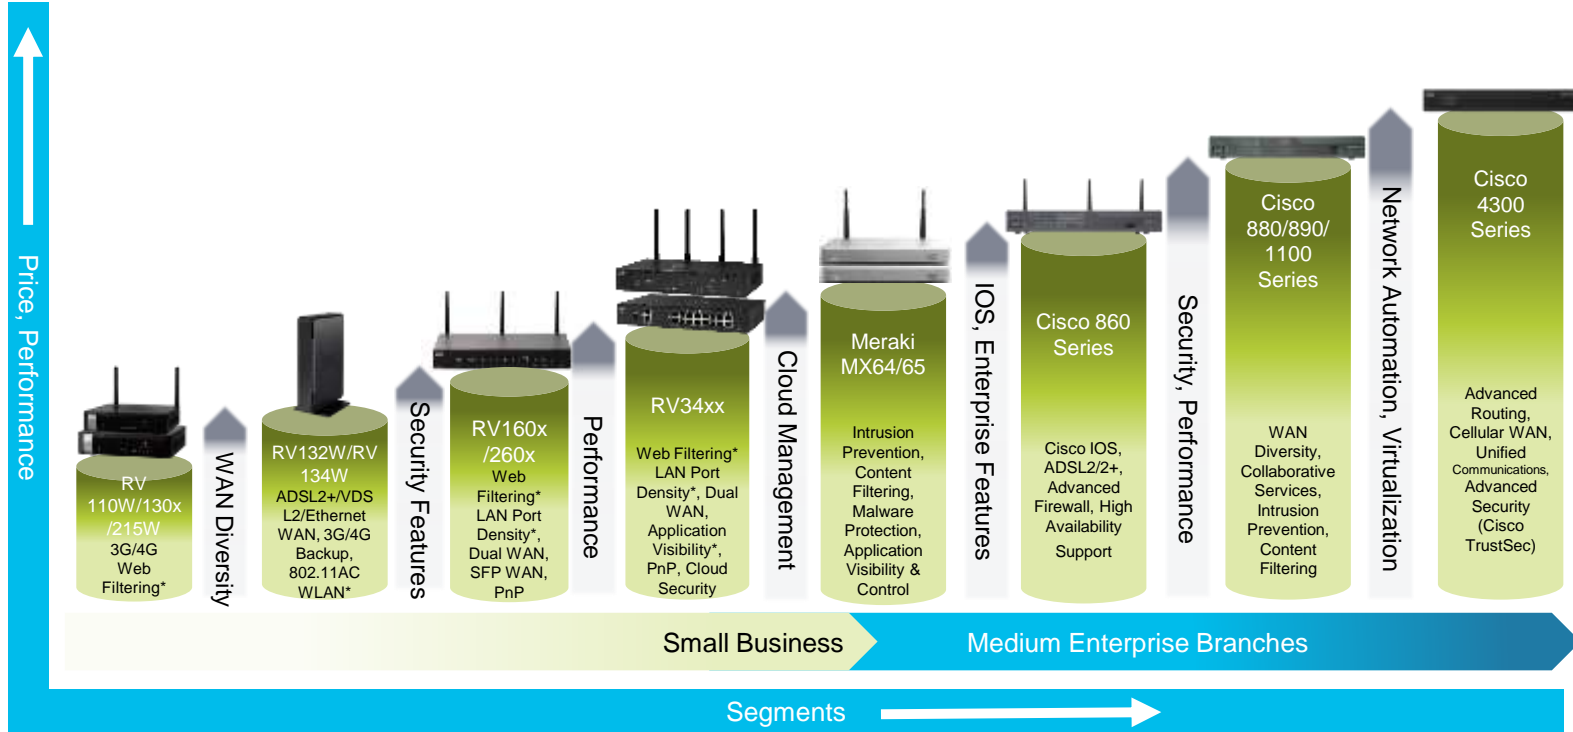 Price, Performance
RV
110W/130x
/215W
3G/4G
Web
Filtering*
WAN Diversity
RV132W/RV
134W
ADSL2+/VDS
L2/Ethernet
WAN, 3G/4G
Backup,
802.11AC
WLAN*
Security Features
RV160x
/260x
Web
Filtering*
LAN Port
Density*,
Dual WAN,
SFP WAN,
PnP
Performance
RV34xx
Web Filtering*
LAN Port
Density*, Dual
WAN,
Application
Visibility*,
PnP, Cloud
Security
Cloud Management
Meraki
MX64/65
Intrusion
Prevention,
Content
Filtering,
Malware
Protection,
Application
Visibility &
Control
IOS, Enterprise Features
Cisco 860
Series
Cisco IOS,
ADSL2/2+,
Advanced
Firewall, High
Availability
Support
Security, Performance
Cisco
880/890/
1100
Series
WAN
Diversity,
Collaborative
Services,
Intrusion
Prevention,
Content
Filtering
Network Automation, Virtualization
Cisco
4300
Series
Advanced
Routing,
Cellular WAN,
Unified
Communications,
Advanced
Security
(Cisco
TrustSec)
Small Business
Medium Enterprise Branches
Segments